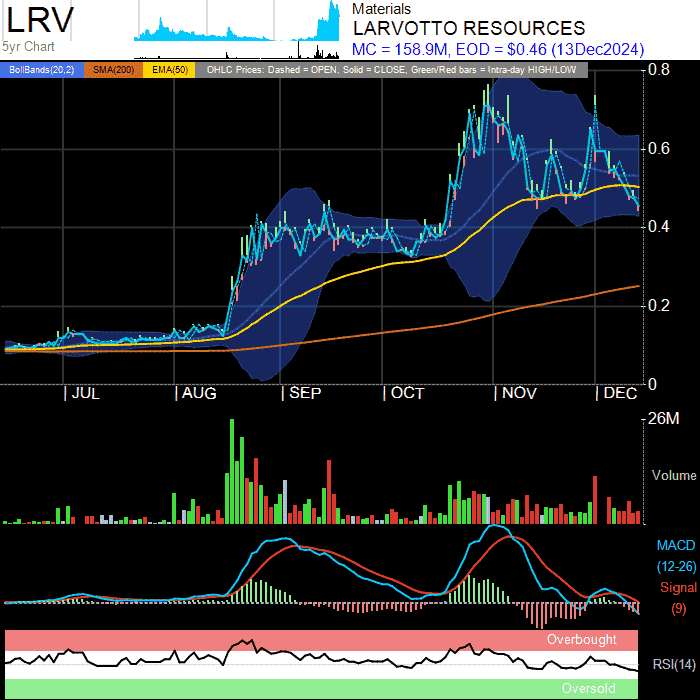 LRV
5yr Chart
Materials
LARVOTTO RESOURCES
MC = 158.9M, EOD = $0.46 (13Dec2024)
BollBands(20,2) SMA(200) EMA(50) OHLC Prices: Dashed = OPEN, Solid = CLOSE, Green/Red bars = Intra-day HIGH/LOW
0.8
0.6
0.4
0.2
0
JUL AUG SEP OCT NOV DEC
26M
Volume
MACD
(12-26)
Signal
(9)
Overbought
RSI(14)
Oversold